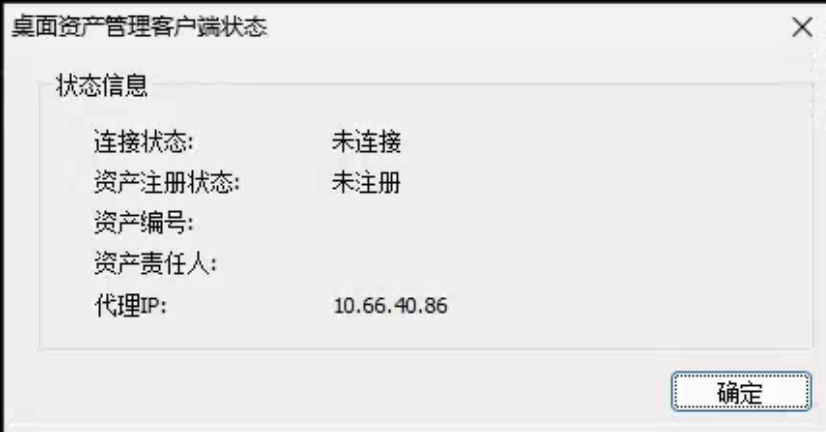 桌面资产管理客户端状态
状态信息
连接状态: 未连接
资产注册状态: 未注册
资产编号:
资产责任人:
代理IP: 10.66.40.86
确定